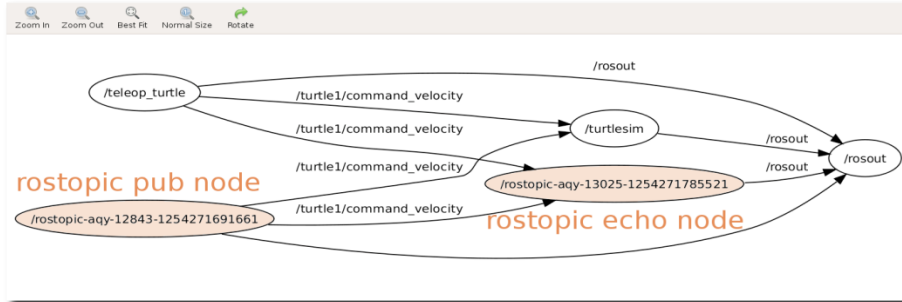 Zoom In Zoom Out Best Fit Normal Size Rotate
/rosout
/teleop_turtle
/turtle1/command_velocity
/turtlesim
/turtle1/command_velocity
/rosout
/rosout
/turtle1/command_velocity
/rosout
rostopic pub node
/rostopic-aqy-13025-1254271785521
/turtle1/command_velocity
/rostopic-aqy-12843-1254271691661
rostopic echo node